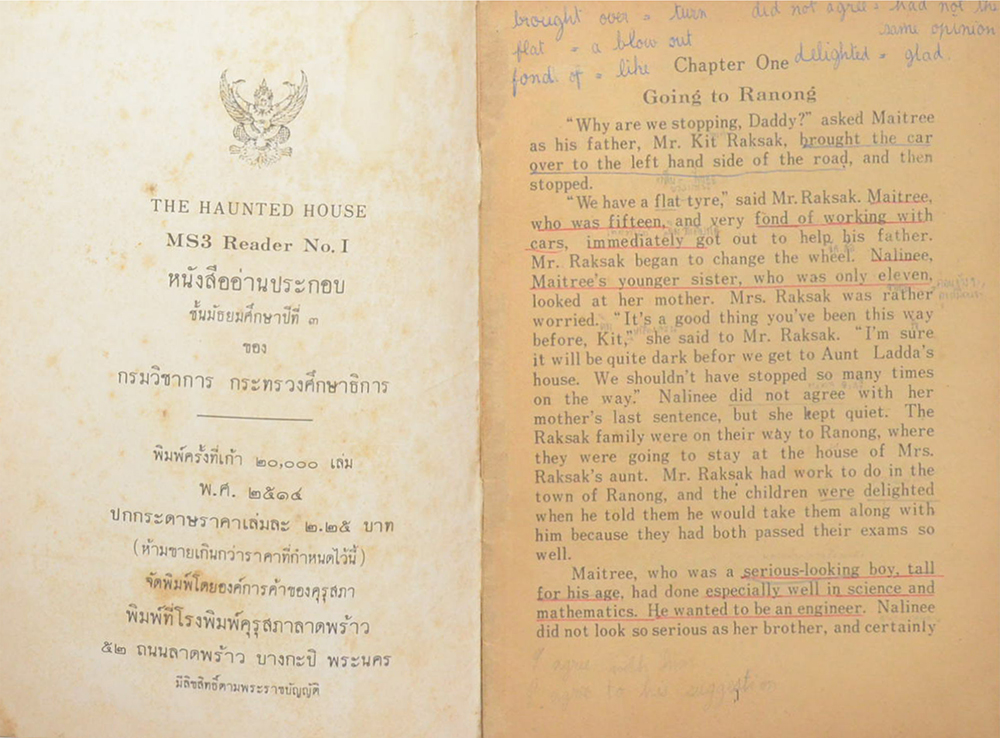 THE HAUNTED HOUSE
MS3 Reader No. I
หนังสืออ่านประกอบ
ชั้นมัธยมศึกษาปีที่ ๓
ของ
กรมวิชาการ กระทรวงศึกษาธิการ
พิมพ์ครั้งที่เก้า ๒๐,๐๐๐ เล่ม
พ.ศ. ๒๕๑๔
ปกกระดาษราคาเล่มละ ๒.๒๕ บาท
(ห้ามขายเกินกว่าราคาที่กำหนดไว้นี้)
จัดพิมพ์โดยองค์การค้าของคุรุสภา
พิมพ์ที่โรงพิมพ์คุรุสภาลาดพร้าว
๕๒ ถนนลาดพร้าว บางกะปิ พระนคร
มีลิขสิทธิ์ตามพระราชบัญญัติ
brought over = turn did not agree = had not the
same opinion
flat = a blow out
fond of = like delighted = glad
Chapter One
Going to Ranong
"Why are we stopping, Daddy?" asked Maitree
as his father, Mr. Kit Raksak, brought the car
over to the left hand side of the road, and then
stopped.
"We have a flat tyre," said Mr. Raksak. Maitree,
who was fifteen, and very fond of working with
cars, immediately got out to help his father.
Mr. Raksak began to change the wheel. Nalinee,
Maitree's younger sister, who was only eleven,
looked at her mother. Mrs. Raksak was rather
worried. "It's a good thing you've been this way
before, Kit," she said to Mr. Raksak. "I'm sure
it will be quite dark befor we get to Aunt Ladda's
house. We shouldn't have stopped so many times
on the way." Nalinee did not agree with her
mother's last sentence, but she kept quiet. The
Raksak family were on their way to Ranong, where
they were going to stay at the house of Mrs.
Raksak's aunt. Mr. Raksak had work to do in the
town of Ranong, and the children were delighted
when he told them he would take them along with
him because they had both passed their exams so
well.
Maitree, who was a serious-looking boy, tall
for his age, had done especially well in science and
mathematics. He wanted to be an engineer. Nalinee
did not look so serious as her brother, and certainly
I agree with him
to his suggestion